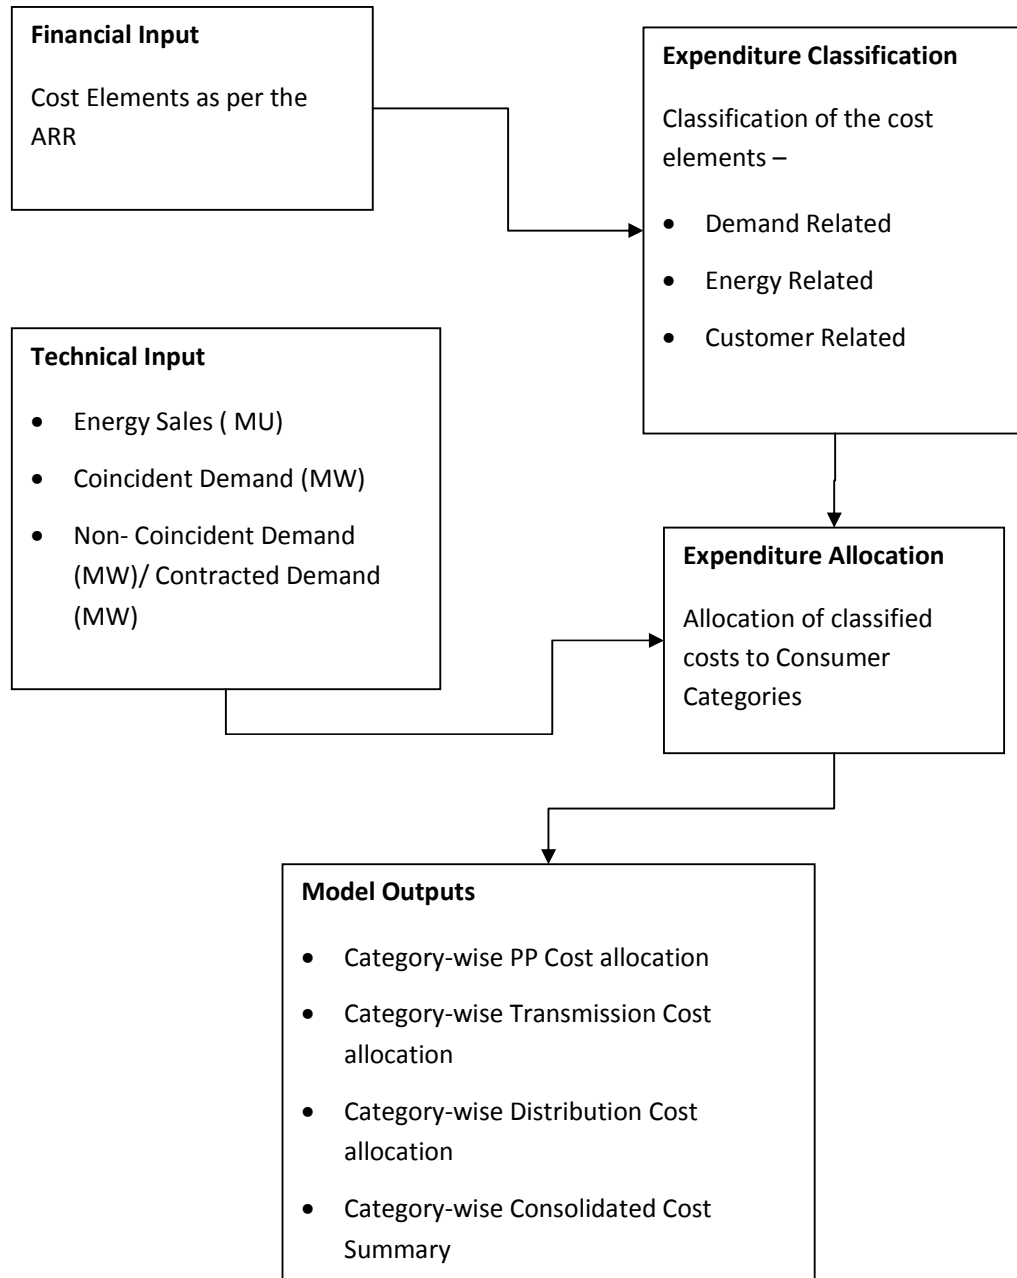 Financial Input
Cost Elements as per the
ARR
Expenditure Classification
Classification of the cost
elements –
• Demand Related
• Energy Related
• Customer Related
Technical Input
• Energy Sales ( MU)
• Coincident Demand (MW)
• Non- Coincident Demand
(MW)/ Contracted Demand
(MW)
Expenditure Allocation
Allocation of classified
costs to Consumer
Categories
Model Outputs
• Category-wise PP Cost allocation
• Category-wise Transmission Cost
allocation
• Category-wise Distribution Cost
allocation
• Category-wise Consolidated Cost
Summary